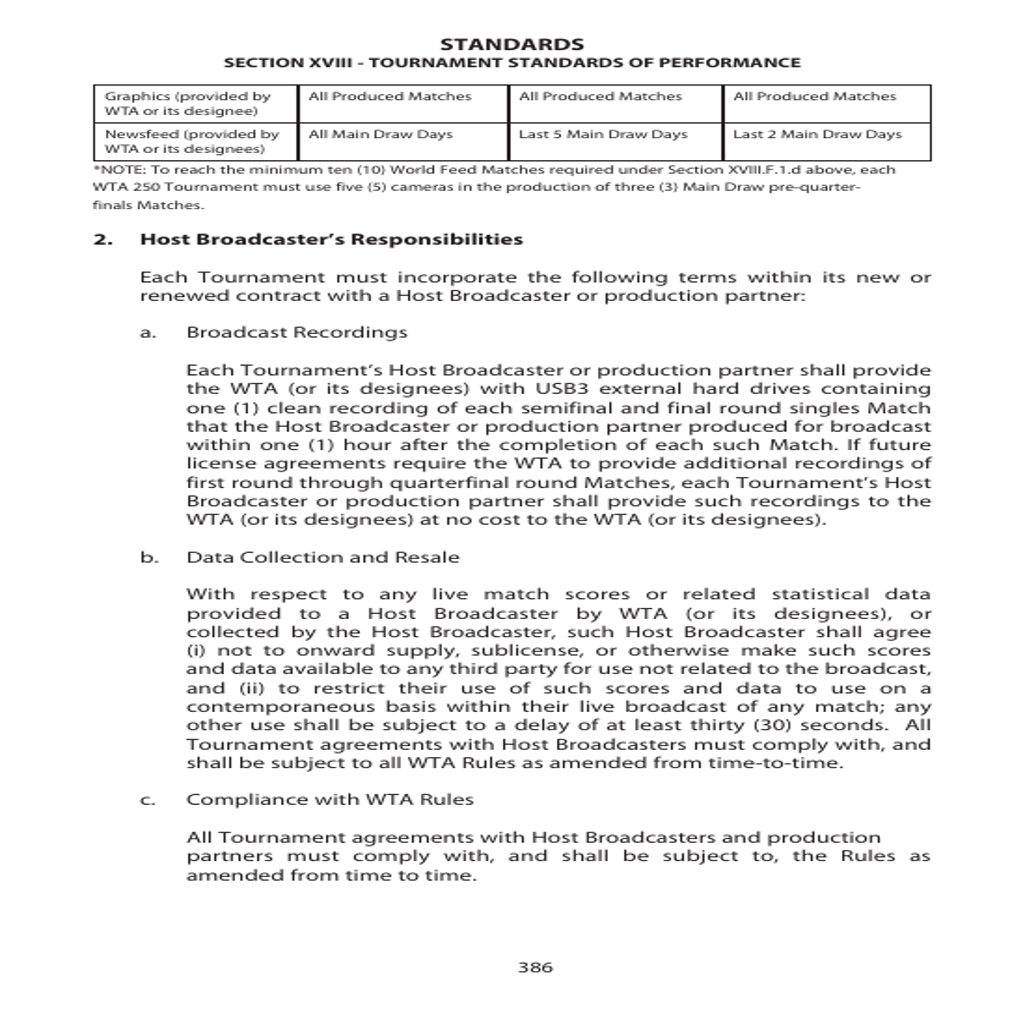 STANDARDS
SECTION XVIII - TOURNAMENT STANDARDS OF PERFORMANCE
Graphics (provided by WTA or its designee) All Produced Matches All Produced Matches All Produced Matches
Newsfeed (provided by WTA or its designees) All Main Draw Days Last 5 Main Draw Days Last 2 Main Draw Days
*NOTE: To reach the minimum ten (10) World Feed Matches required under Section XVIII.F.1.d above, each
WTA 250 Tournament must use five (5) cameras in the production of three (3) Main Draw pre-quarter-
finals Matches.
2. Host Broadcaster’s Responsibilities
Each Tournament must incorporate the following terms within its new or
renewed contract with a Host Broadcaster or production partner:
a. Broadcast Recordings
Each Tournament’s Host Broadcaster or production partner shall provide
the WTA (or its designees) with USB3 external hard drives containing
one (1) clean recording of each semifinal and final round singles Match
that the Host Broadcaster or production partner produced for broadcast
within one (1) hour after the completion of each such Match. If future
license agreements require the WTA to provide additional recordings of
first round through quarterfinal round Matches, each Tournament’s Host
Broadcaster or production partner shall provide such recordings to the
WTA (or its designees) at no cost to the WTA (or its designees).
b. Data Collection and Resale
With respect to any live match scores or related statistical data
provided to a Host Broadcaster by WTA (or its designees), or
collected by the Host Broadcaster, such Host Broadcaster shall agree
(i) not to onward supply, sublicense, or otherwise make such scores
and data available to any third party for use not related to the broadcast,
and (ii) to restrict their use of such scores and data to use on a
contemporaneous basis within their live broadcast of any match; any
other use shall be subject to a delay of at least thirty (30) seconds. All
Tournament agreements with Host Broadcasters must comply with, and
shall be subject to all WTA Rules as amended from time-to-time.
c. Compliance with WTA Rules
All Tournament agreements with Host Broadcasters and production
partners must comply with, and shall be subject to, the Rules as
amended from time to time.
386